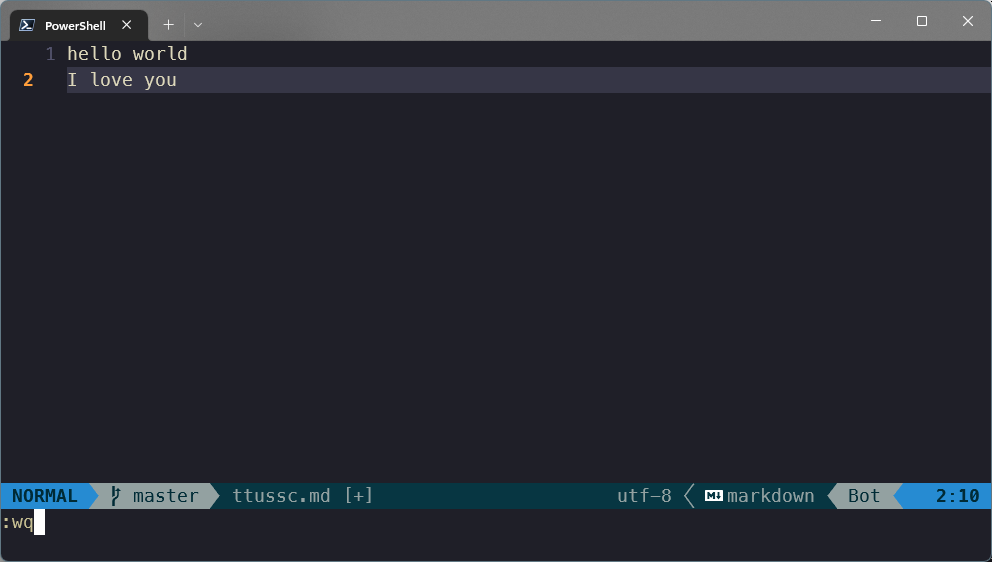 PowerShell
1 hello world
2 I love you
NORMAL master ttussc.md [+] utf-8 markdown Bot 2:10
:wq